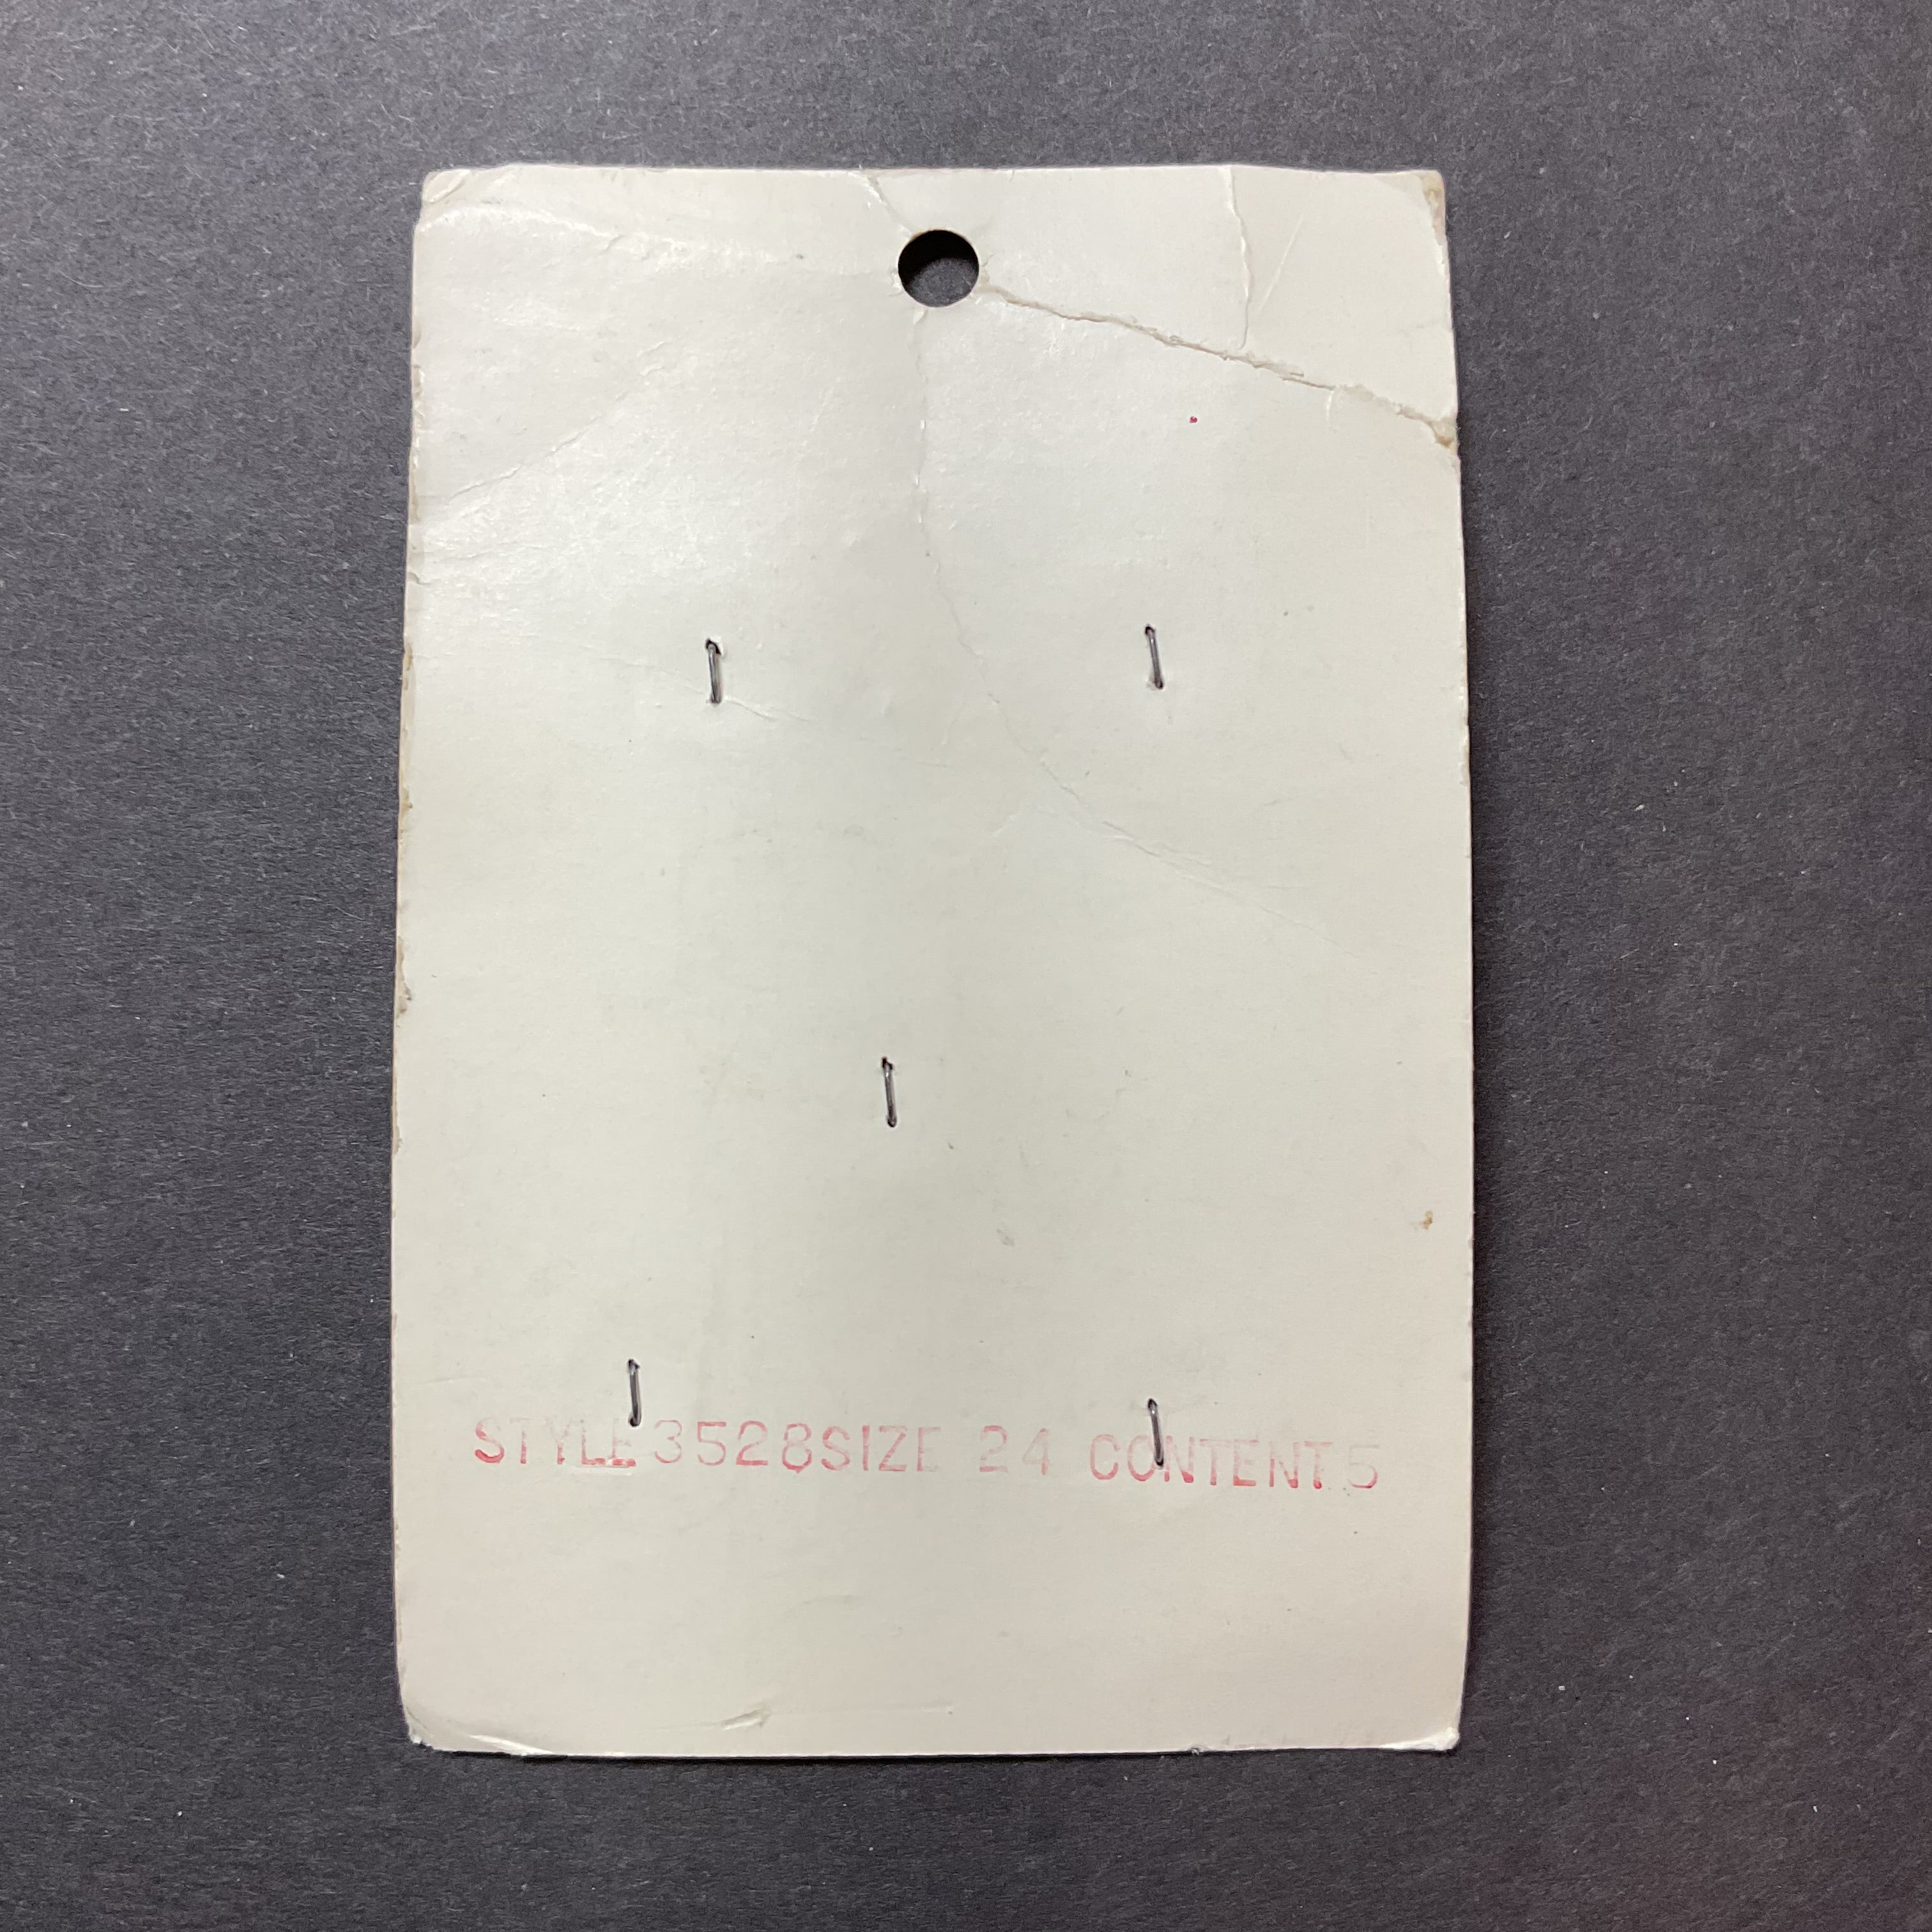 STYLE 3528 SIZE 24 CONTENT 5